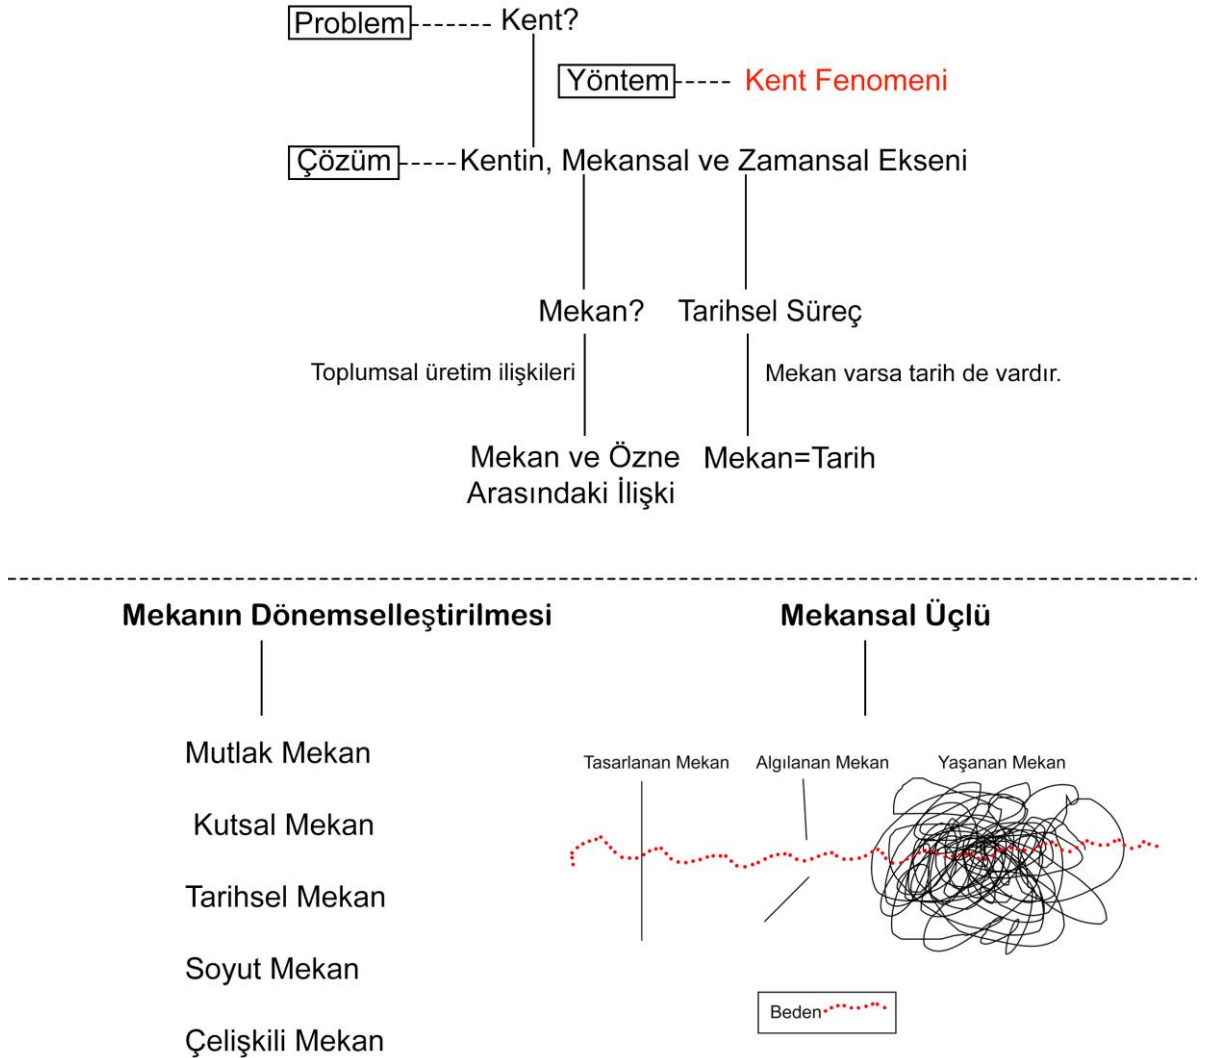 Problem
Kent?
Yöntem
Kent Fenomeni
Çözüm
Kentin, Mekansal ve Zamansal Ekseni
Mekan?
Tarihsel Süreç
Toplumsal üretim ilişkileri
Mekan varsa tarih de vardır.
Mekan ve Özne
Arasındaki İlişki
Mekan=Tarih
Mekanın Dönemselleştirilmesi
Mutlak Mekan
Kutsal Mekan
Tarihsel Mekan
Soyut Mekan
Çelişkili Mekan
Mekansal Üçlü
Tasarlanan Mekan
Algılanan Mekan
Yaşanan Mekan
Beden